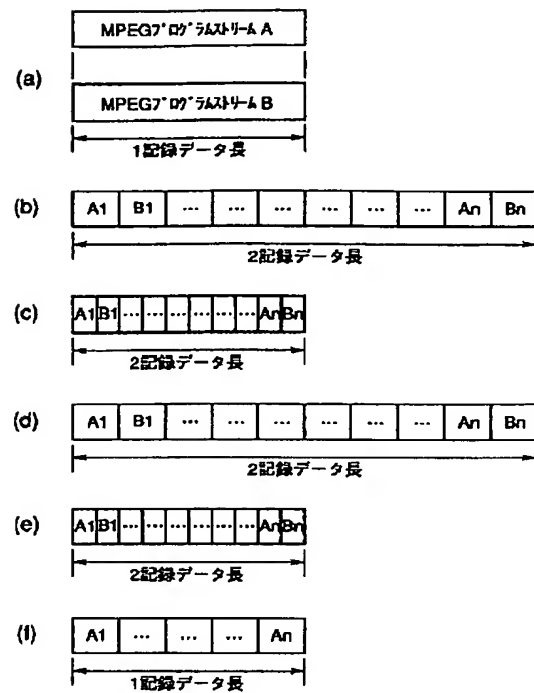 MPEGプログラムストリームA
(a)
MPEGプログラムストリームB
1記録データ長
(b) A1 B1 ... ... ... ... ... ... An Bn
2記録データ長
(c) A1 B1 ... ... ... ... ... ... An Bn
2記録データ長
(d) A1 B1 ... ... ... ... ... ... An Bn
2記録データ長
(e) A1 B1 ... ... ... ... ... ... An Bn
2記録データ長
(f) A1 ... ... ... An
1記録データ長